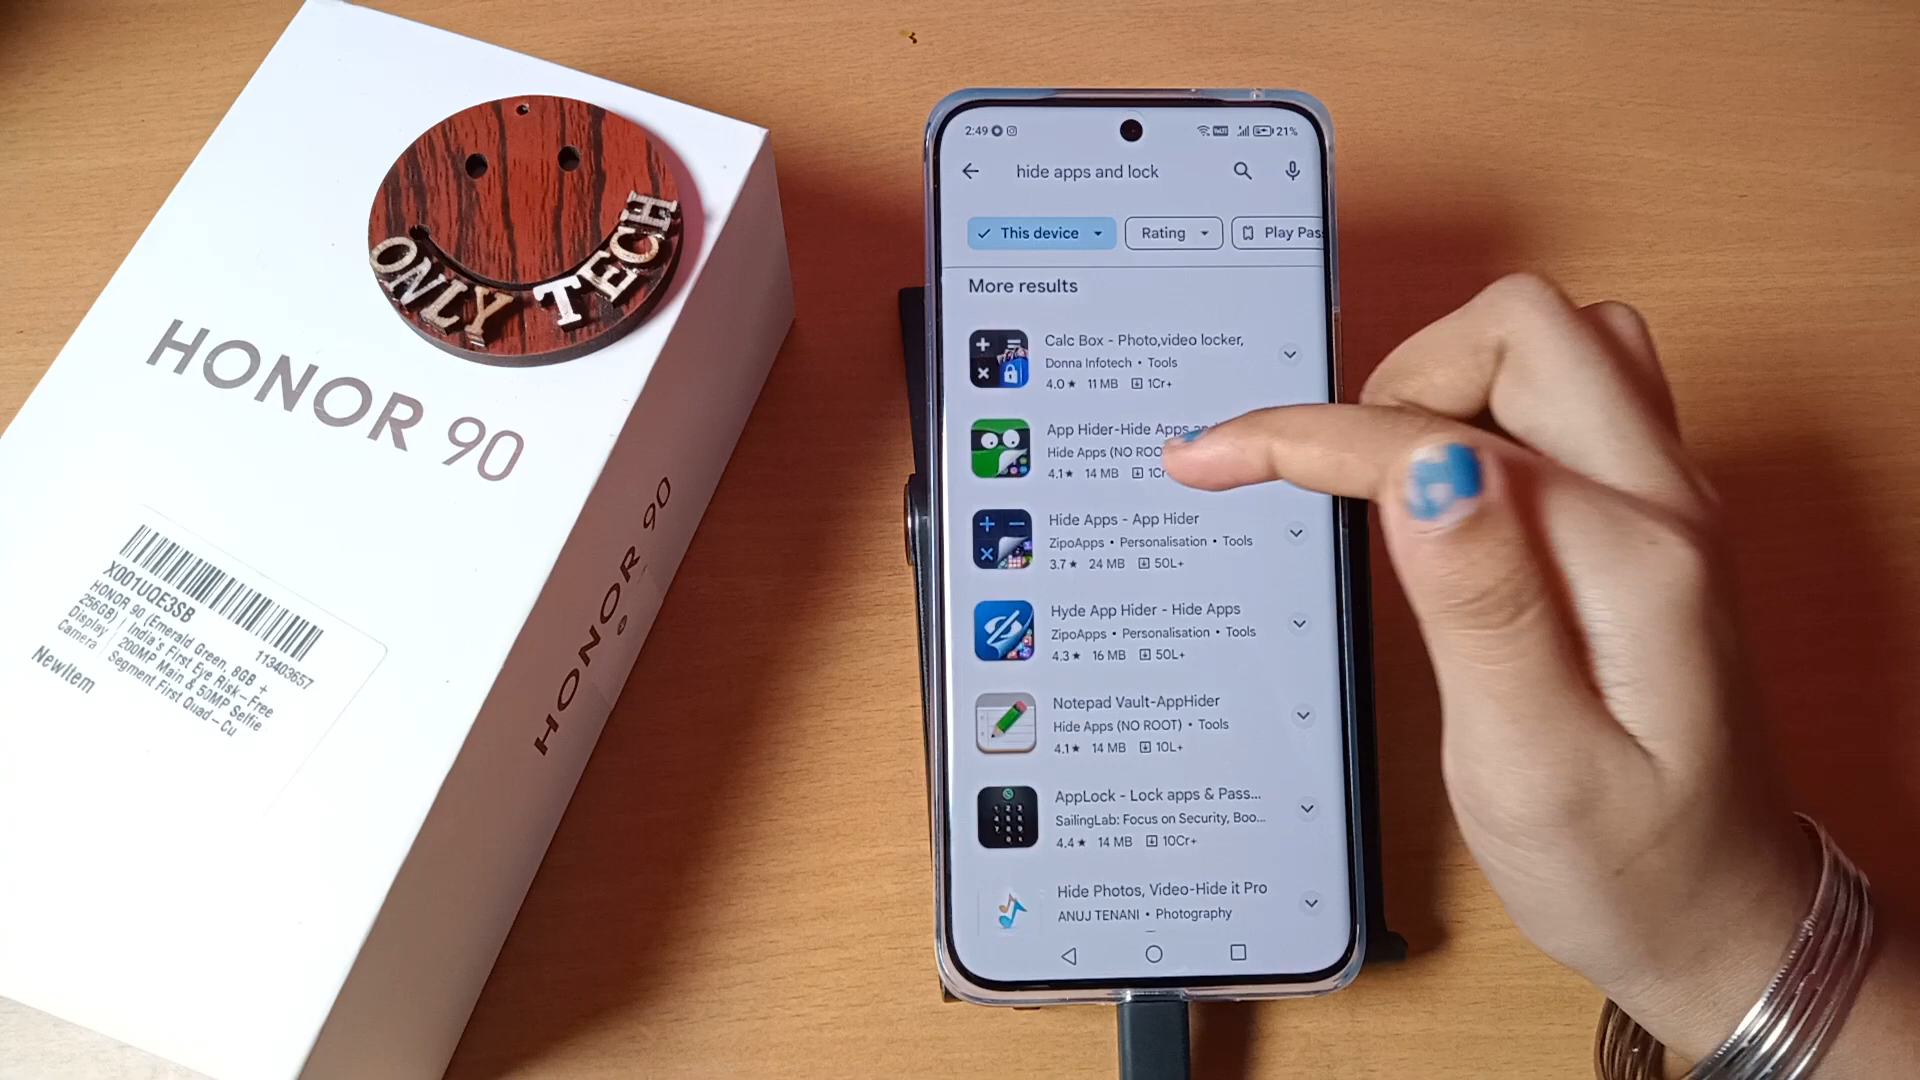 ONLY TECH
HONOR 90
X001UQE3SB
HONOR 90 (Emerald Green, 8GB +
256GB) | India's First Eye Risk-Free
Display | 200MP Main & 50MP Selfie
Camera | Segment First Quad-Cu
NewItem
113403657
HONOR 90
2:49
21%
hide apps and lock
This device
Rating
Play Pas
More results
Calc Box - Photo,video locker,
Donna Infotech • Tools
4.0★ 11 MB 1Cr+
App Hider-Hide Apps
Hide Apps (NO ROO
4.1★ 14 MB 1Cr
Hide Apps - App Hider
ZipoApps • Personalisation • Tools
3.7★ 24 MB 50L+
Hyde App Hider - Hide Apps
ZipoApps • Personalisation • Tools
4.3★ 16 MB 50L+
Notepad Vault-AppHider
Hide Apps (NO ROOT) • Tools
4.1★ 14 MB 10L+
AppLock - Lock apps & Pass...
SailingLab: Focus on Security, Boo...
4.4★ 14 MB 10Cr+
Hide Photos, Video-Hide it Pro
ANUJ TENANI • Photography